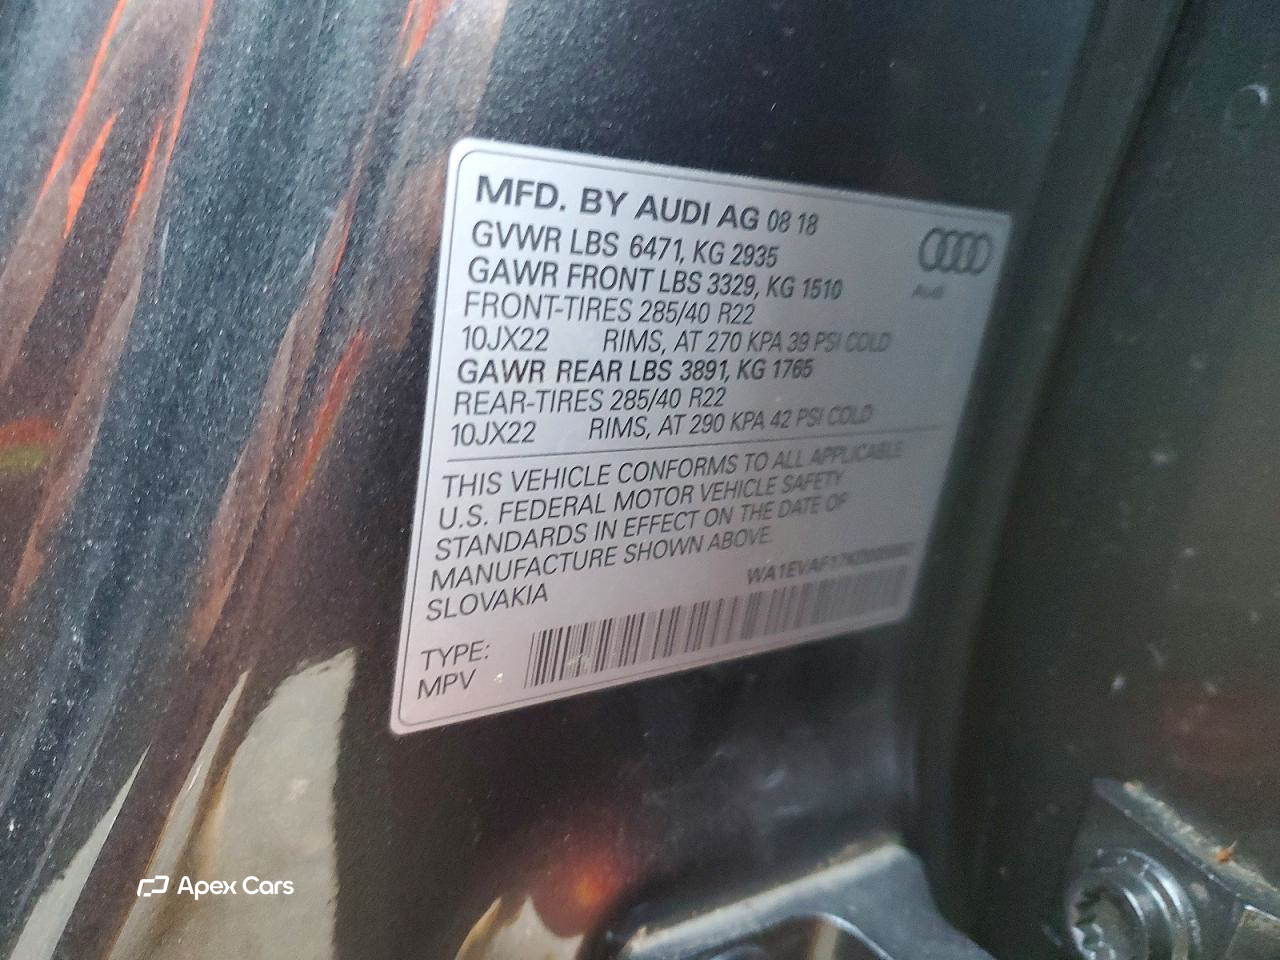 MFD. BY AUDI AG 08 18
GVWR LBS 6471, KG 2935
GAWR FRONT LBS 3329, KG 1510
FRONT-TIRES 285/40 R22
10JX22 RIMS, AT 270 KPA 39 PSI COLD
GAWR REAR LBS 3891, KG 1765
REAR-TIRES 285/40 R22
10JX22 RIMS, AT 290 KPA 42 PSI COLD
Audi
THIS VEHICLE CONFORMS TO ALL APPLICABLE
U.S. FEDERAL MOTOR VEHICLE SAFETY
STANDARDS IN EFFECT ON THE DATE OF
MANUFACTURE SHOWN ABOVE.
SLOVAKIA
TYPE:
MPV
Apex Cars